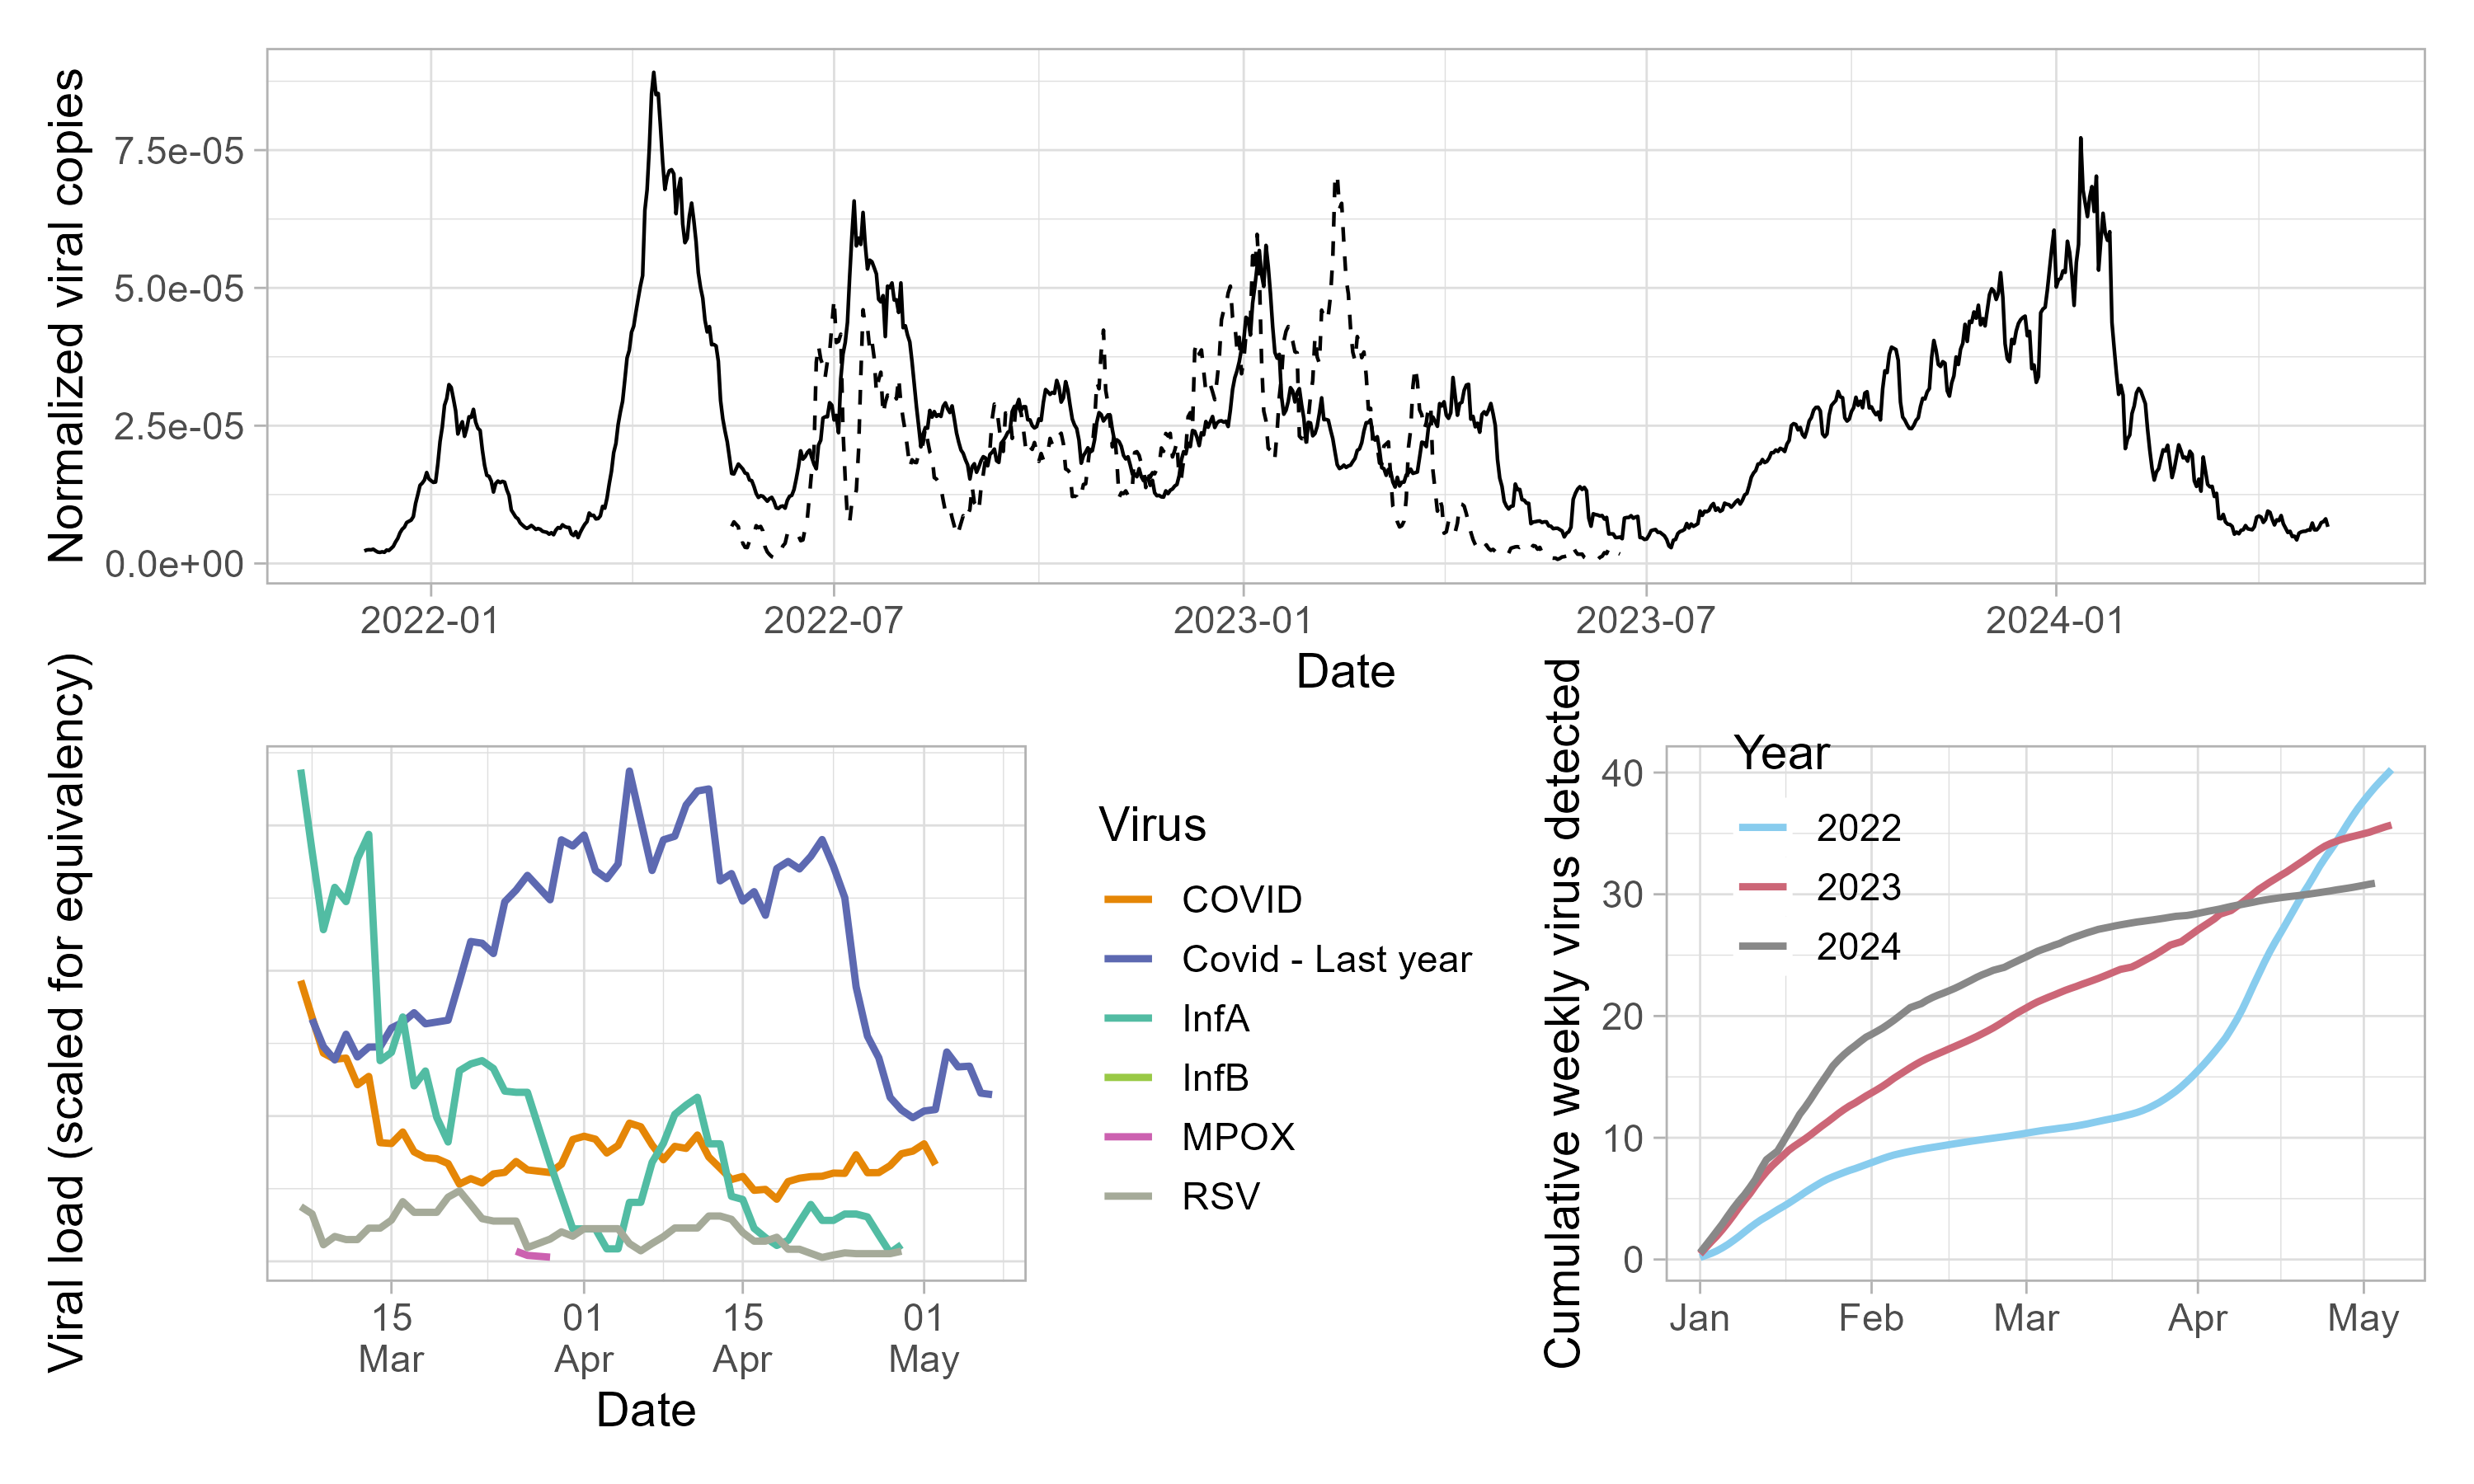 Normalized viral copies
7.5e-05
5.0e-05
2.5e-05
0.0e+00
2022-01
2022-07
2023-01
2023-07
2024-01
Date
Viral load (scaled for equivalency)
15
Mar
01
Apr
15
Apr
01
May
Date
Virus
COVID
Covid - Last year
InfA
InfB
MPOX
RSV
Cumulative weekly virus detected
40
30
20
10
0
Year
2022
2023
2024
Jan
Feb
Mar
Apr
May